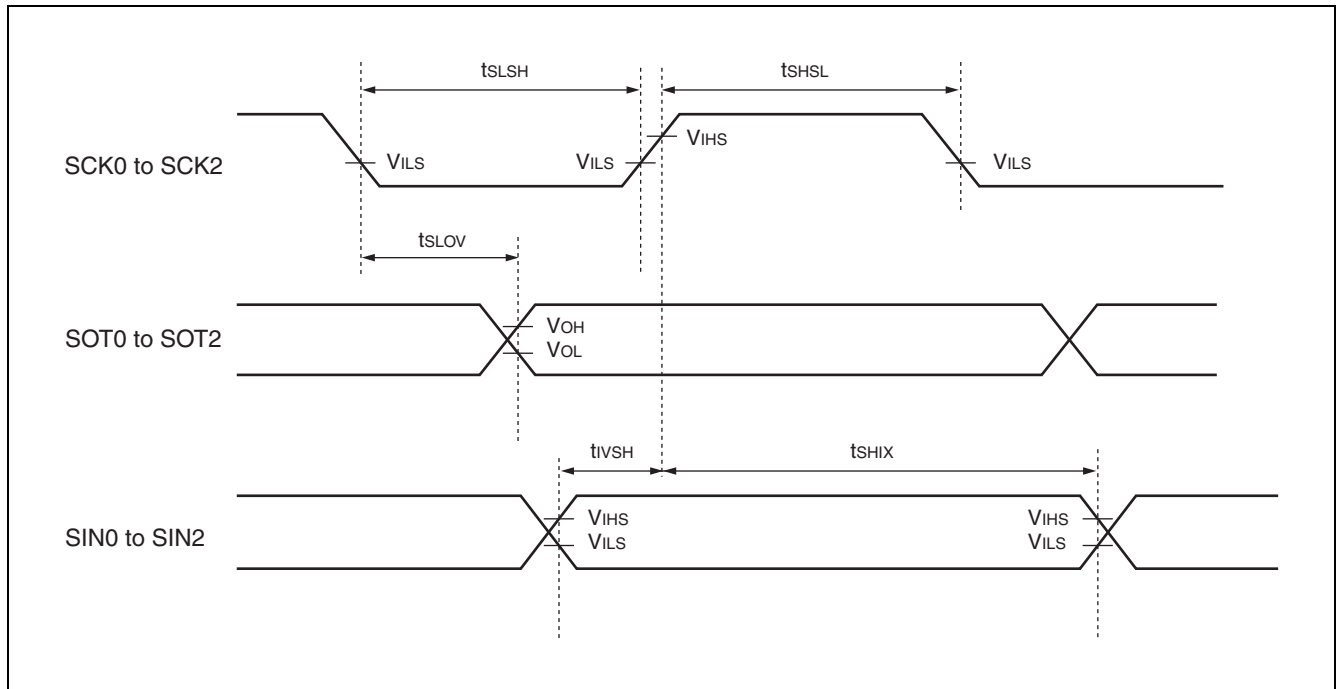 tSLSH
tSHSL
VIHS
SCK0 to SCK2
VILS
VILS
VILS
tSLOV
SOT0 to SOT2
VOH
VOL
tIVSH
tSHIX
SIN0 to SIN2
VIHS
VILS
VIHS
VILS